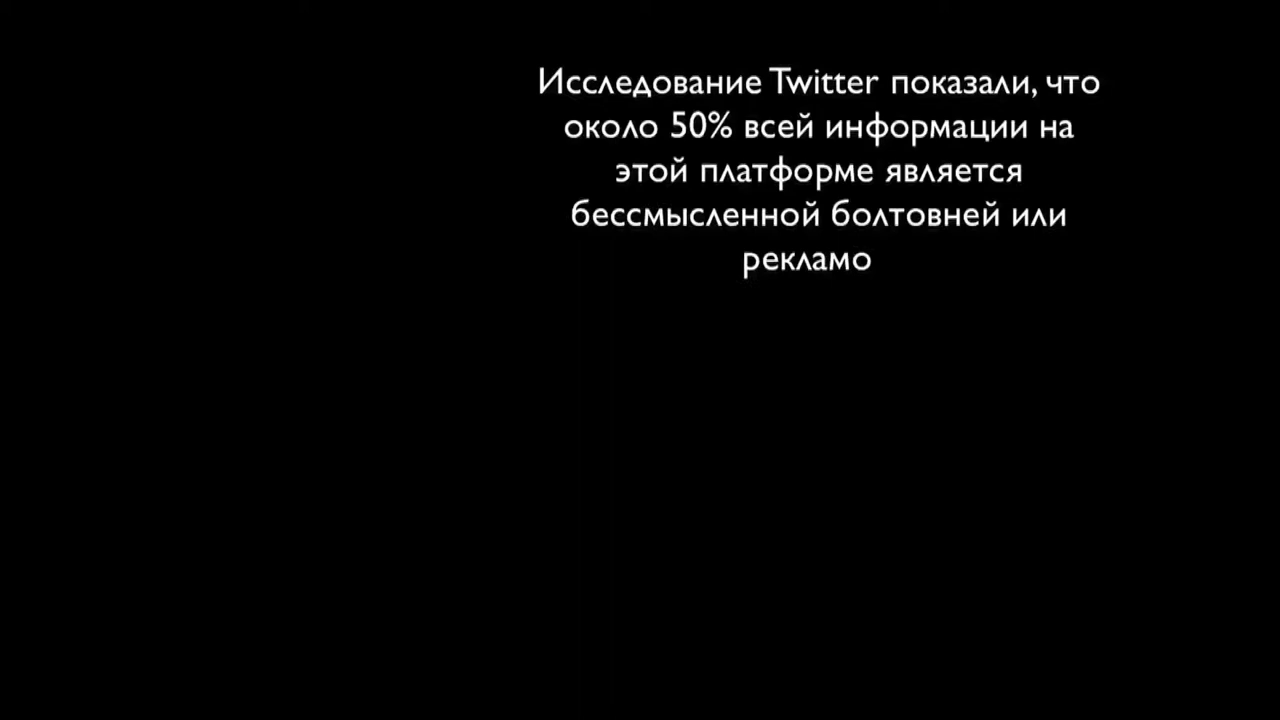 Исследование Twitter показали, что
около 50% всей информации на
этой платформе является
бессмысленной болтовней или
рекламо